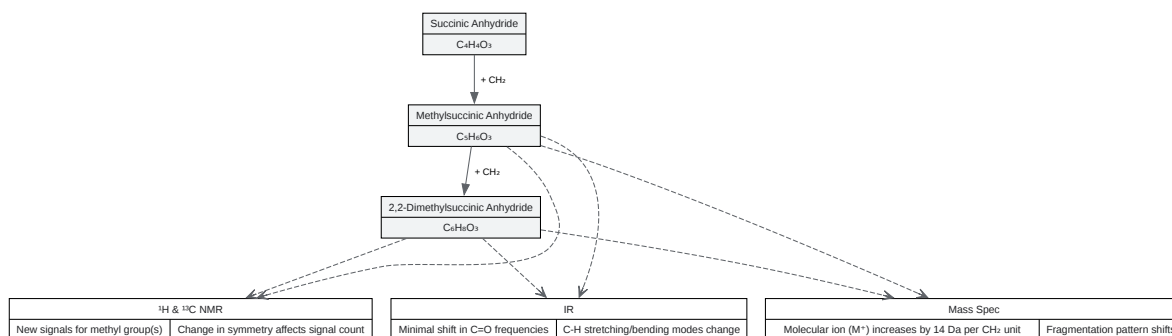 Succinic Anhydride
C₄H₄O₃
+ CH₂
Methylsuccinic Anhydride
C₅H₆O₃
+ CH₂
2,2-Dimethylsuccinic Anhydride
C₆H₈O₃
¹H & ¹³C NMR
New signals for methyl group(s)
Change in symmetry affects signal count
IR
Minimal shift in C=O frequencies
C-H stretching/bending modes change
Mass Spec
Molecular ion (M⁺) increases by 14 Da per CH₂ unit
Fragmentation pattern shifts